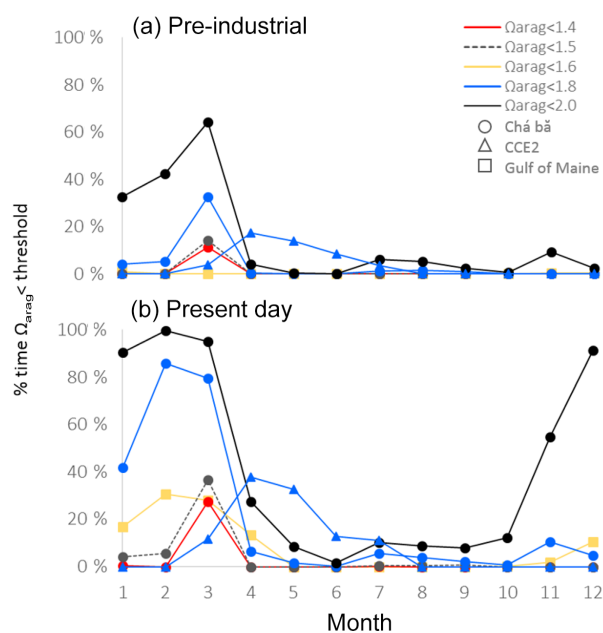 (a) Pre-industrial
100 %
80 %
60 %
40 %
20 %
0 %
Ωarag<1.4
Ωarag<1.5
Ωarag<1.6
Ωarag<1.8
Ωarag<2.0
Chá bă
CCE2
Gulf of Maine
% time Ωarag< threshold
(b) Present day
100 %
80 %
60 %
40 %
20 %
0 %
1 2 3 4 5 6 7 8 9 10 11 12
Month